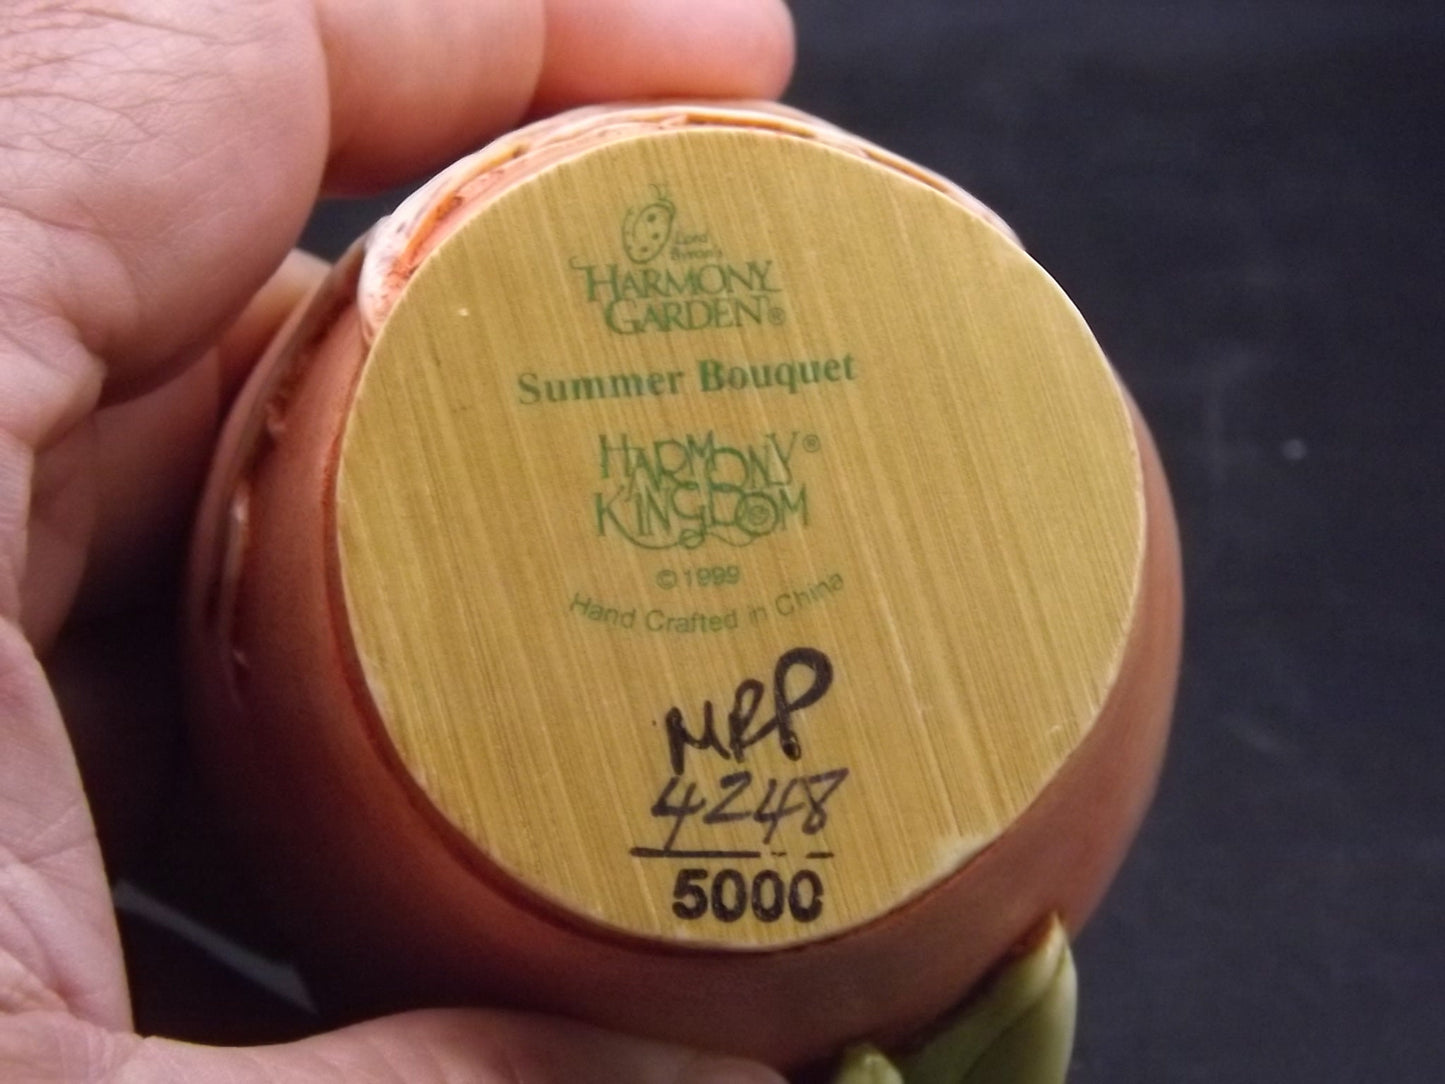 Lord
Byron's
HARMONY
GARDEN®
Summer Bouquet
HARMONY®
KINGDOM
©1999
Hand Crafted in China
MRP
4248
5000